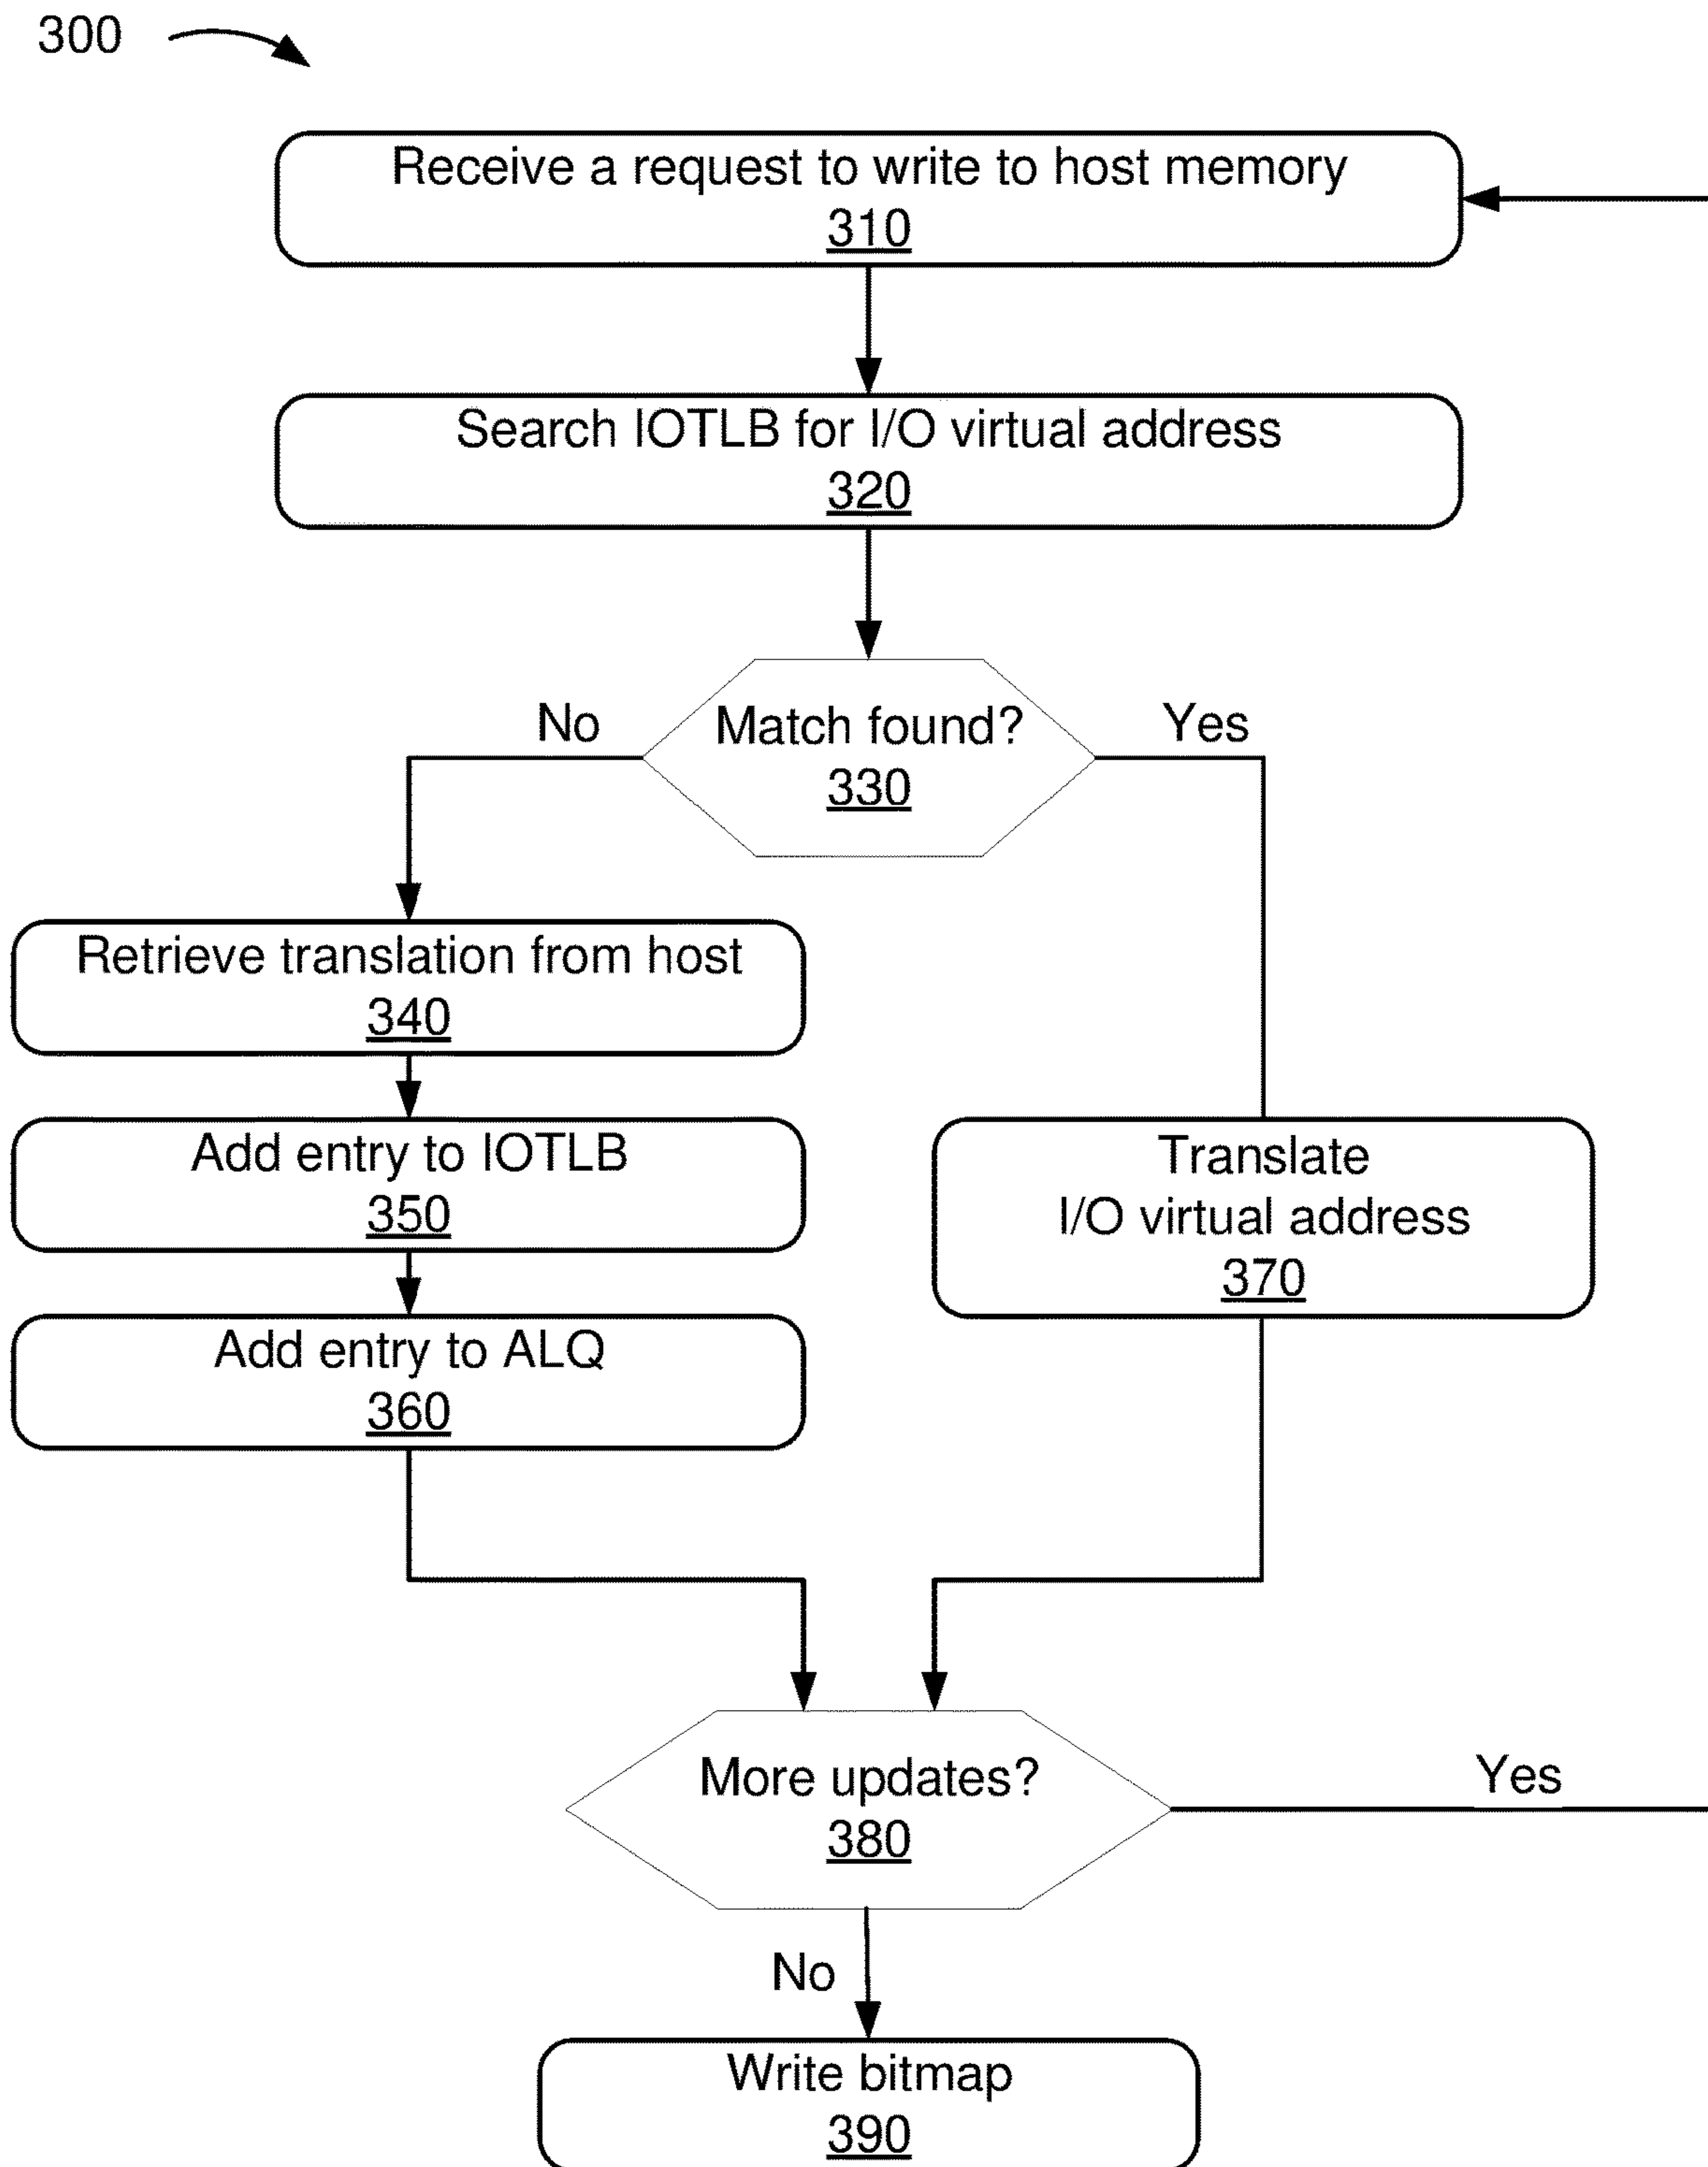 300
Receive a request to write to host memory
310
Search IOTLB for I/O virtual address
320
Match found?
330
No
Yes
Retrieve translation from host
340
Add entry to IOTLB
350
Add entry to ALQ
360
Translate
I/O virtual address
370
More updates?
380
Yes
No
Write bitmap
390